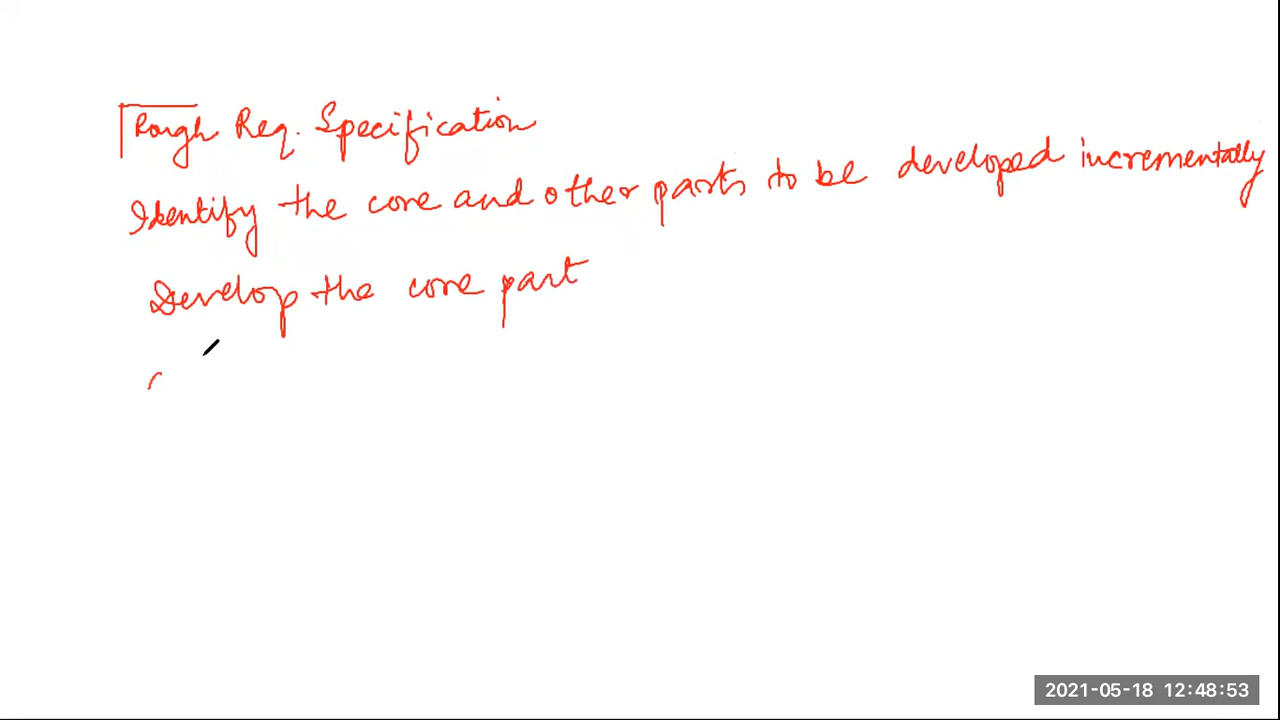 Rough Req. Specification
Identify the core and other parts to be developed incrementally
Develop the core part
2021-05-18 12:48:53